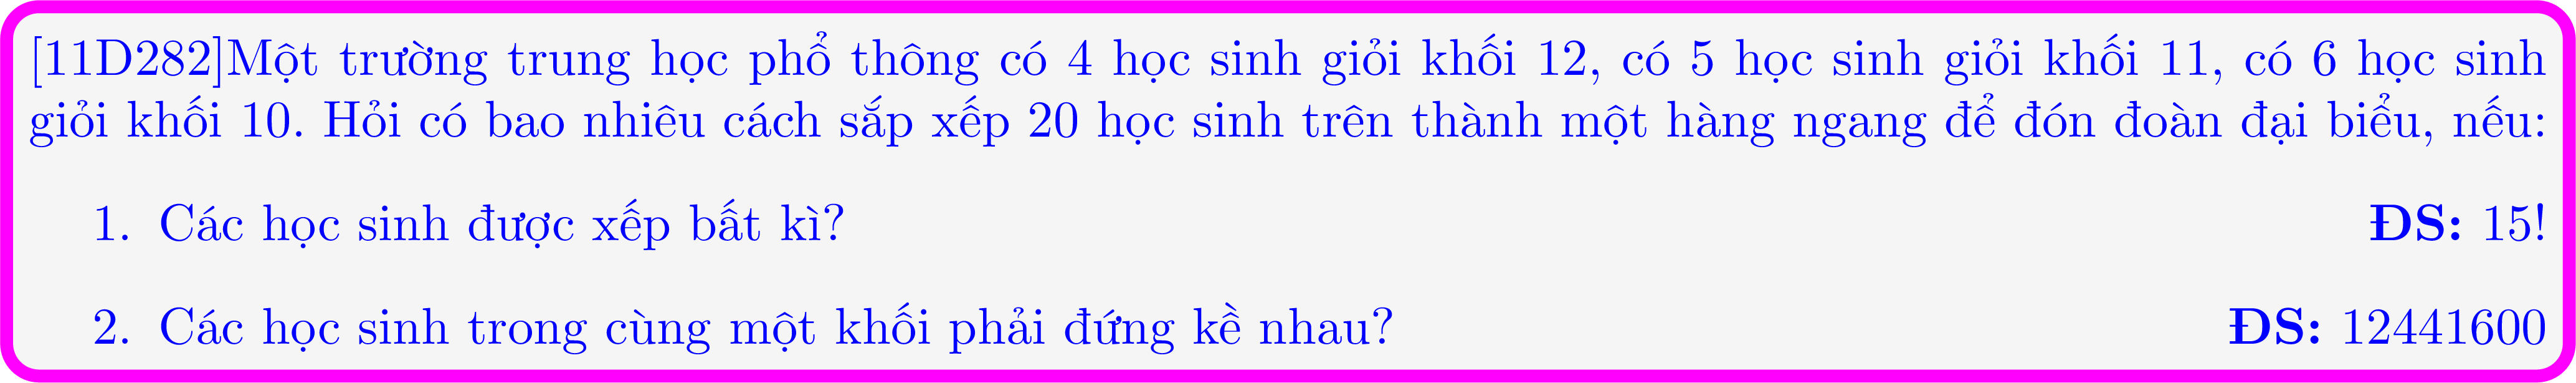 [11D282]Một trường trung học phổ thông có 4 học sinh giỏi khối 12, có 5 học sinh giỏi khối 11, có 6 học sinh
giỏi khối 10. Hỏi có bao nhiêu cách sắp xếp 20 học sinh trên thành một hàng ngang để đón đoàn đại biểu, nếu:
1. Các học sinh được xếp bất kì? ĐS: 15!
2. Các học sinh trong cùng một khối phải đứng kề nhau? ĐS: 12441600